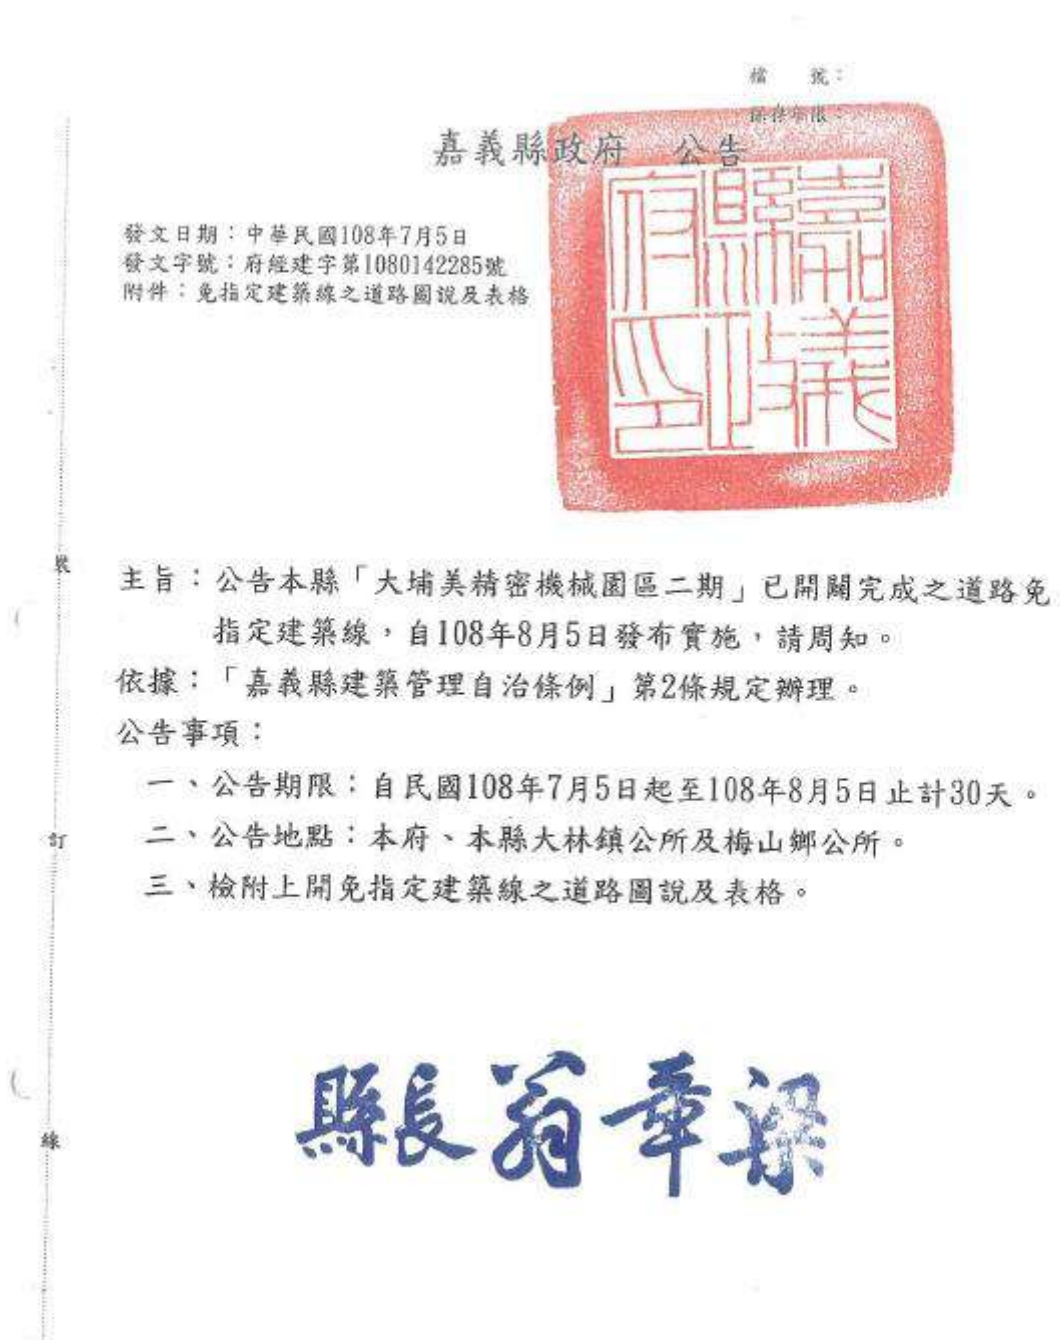 檔　　號：
保存年限：
嘉義縣政府　公告
發文日期：中華民國108年7月5日
發文字號：府經建字第1080142285號
附件：免指定建築線之道路圖說及表格
嘉義縣政府印
主旨：公告本縣「大埔美精密機械園區二期」已開闢完成之道路免
指定建築線，自108年8月5日發布實施，請周知。
依據：「嘉義縣建築管理自治條例」第2條規定辦理。
公告事項：
一、公告期限：自民國108年7月5日起至108年8月5日止計30天。
二、公告地點：本府、本縣大林鎮公所及梅山鄉公所。
三、檢附上開免指定建築線之道路圖說及表格。
縣長翁章梁
裝
訂
線